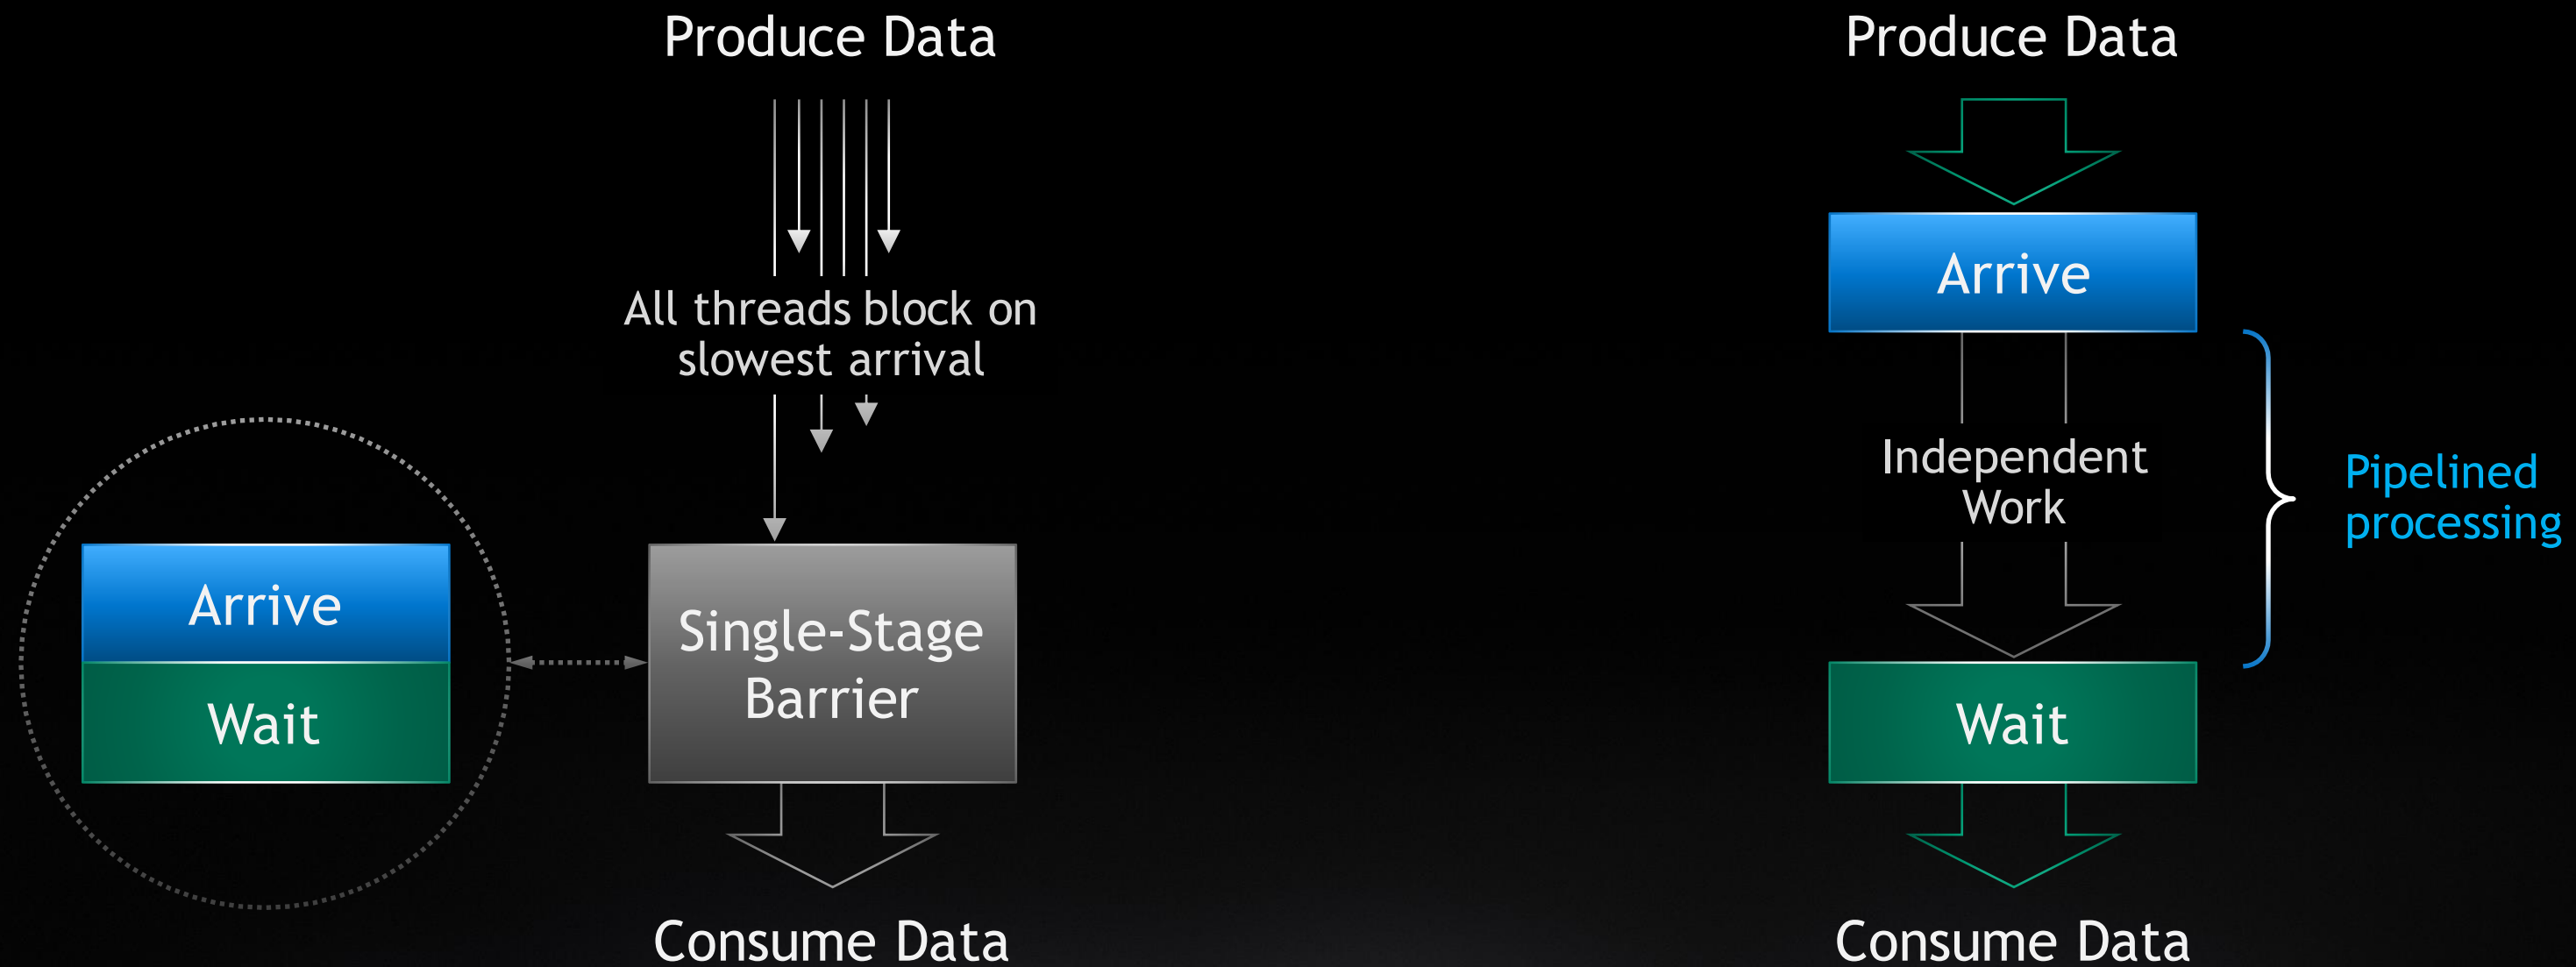 Produce Data
All threads block on
slowest arrival
Arrive
Wait
Single-Stage
Barrier
Consume Data
Produce Data
Arrive
Independent
Work
Pipelined
processing
Wait
Consume Data